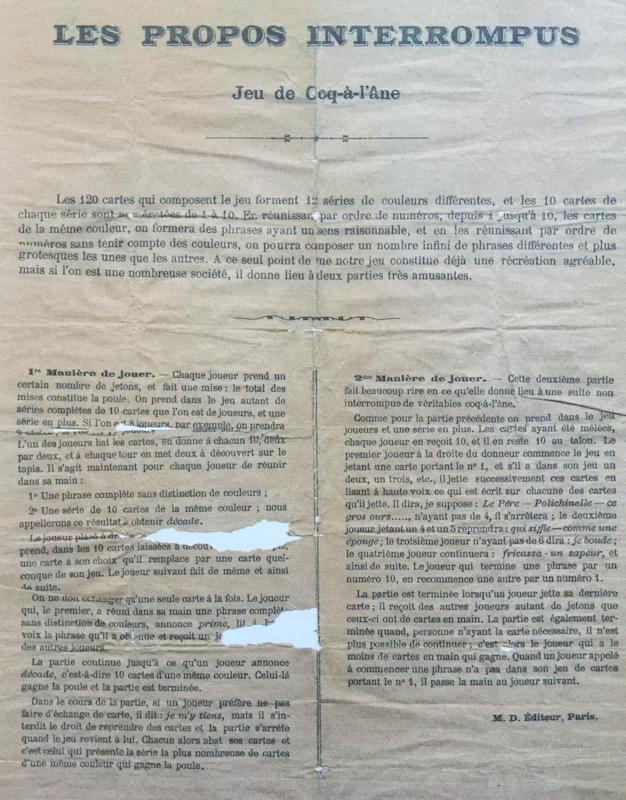 LES PROPOS INTERROMPUS
Jeu de Coq-à-l'âne
Les 120 cartes qui composent le jeu forment 12 séries de couleurs différentes, et les 10 cartes de
chaque série sont numérotées de 1 à 10. En réunissant par ordre de numéros, depuis 1 jusqu'à 10, les cartes
de la même couleur, on formera des phrases ayant un sens raisonnable, et en les réunissant par ordre de
numéros sans tenir compte des couleurs, on pourra composer un nombre infini de phrases différentes et plus
grotesques les unes que les autres. A ce seul point de vue notre jeu constitue déjà une récréation agréable,
mais si l'on est une nombreuse société, il donne lieu à deux parties très amusantes.
1re Manière de jouer. — Chaque joueur prend un
certain nombre de jetons, et fait une mise : le total des
mises constitue la poule. On prend dans le jeu autant de
séries complètes de 10 cartes que l'on est de joueurs, et une
série en plus. Si l'on est 8 joueurs, par exemple, on prendra
L'un des joueurs bat les cartes, en donne à chacun 10, deux
par deux, et à chaque tour en met deux à découvert sur le
tapis. Il s'agit maintenant pour chaque joueur de réunir
dans sa main :
1° Une phrase complète sans distinction de couleurs ;
2° Une série de 10 cartes de la même couleur ; nous
appellerons ce résultat à obtenir décade.
Le joueur placé à
prend, dans les 10 cartes laissées à
une carte à son choix qu'il remplace par une carte quel-
conque de son jeu. Le joueur suivant fait de même et ainsi
de suite.
On ne doit échanger qu'une seule carte à la fois. Le joueur
qui, le premier, a réuni dans sa main une phrase complète
sans distinction de couleurs, annonce prime, lit à
voix la phrase qu'il a obtenue et reçoit un
des autres joueurs.
La partie continue jusqu'à ce qu'un joueur annonce
décade, c'est-à-dire 10 cartes d'une même couleur. Celui-là
gagne la poule et la partie est terminée.
Dans le cours de la partie, si un joueur préfère ne pas
faire d'échange de carte, il dit : je m'y tiens, mais il s'in-
terdit le droit de reprendre des cartes et la partie s'arrête
quand le jeu revient à lui. Chacun alors abat ses cartes et
c'est celui qui présente la série la plus nombreuse de cartes
d'une même couleur qui gagne la poule.
2me Manière de jouer. — Cette deuxième partie
fait beaucoup rire en ce qu'elle donne lieu à une suite non
interrompue de véritables coq-à-l'âne.
Comme pour la partie précédente on prend dans le jeu
joueurs et une série en plus. Les cartes ayant été mêlées,
chaque joueur en reçoit 10, et il en reste 10 au talon. Le
premier joueur à la droite du donneur commence le jeu en
jetant une carte portant le n° 1, et s'il a dans son jeu un
deux, un trois, etc., il jette successivement ces cartes en
lisant à haute voix ce qui est écrit sur chacune des cartes
qu'il jette. Il dira, je suppose : Le Père — Polichinelle — ce
gros ours....., n'ayant pas de 4, il s'arrêtera ; le deuxième
joueur jetant un 4 et un 5 reprendra : qui siffle — comme une
éponge ; le troisième joueur n'ayant pas de 6 dira : je boude ;
le quatrième joueur continuera : fricassa - un sapeur, et
ainsi de suite. Le joueur qui termine une phrase par un
numéro 10, en recommence une autre par un numéro 1.
La partie est terminée lorsqu'un joueur jette sa dernière
carte ; il reçoit des autres joueurs autant de jetons que
ceux-ci ont de cartes en main. La partie est également ter-
minée quand, personne n'ayant la carte nécessaire, il n'est
plus possible de continuer ; c'est alors le joueur qui a le
moins de cartes en main qui gagne. Quand un joueur appelé
à commencer une phrase n'a pas dans son jeu de cartes
portant le n° 1, il passe la main au joueur suivant.
M. D. Éditeur, Paris.